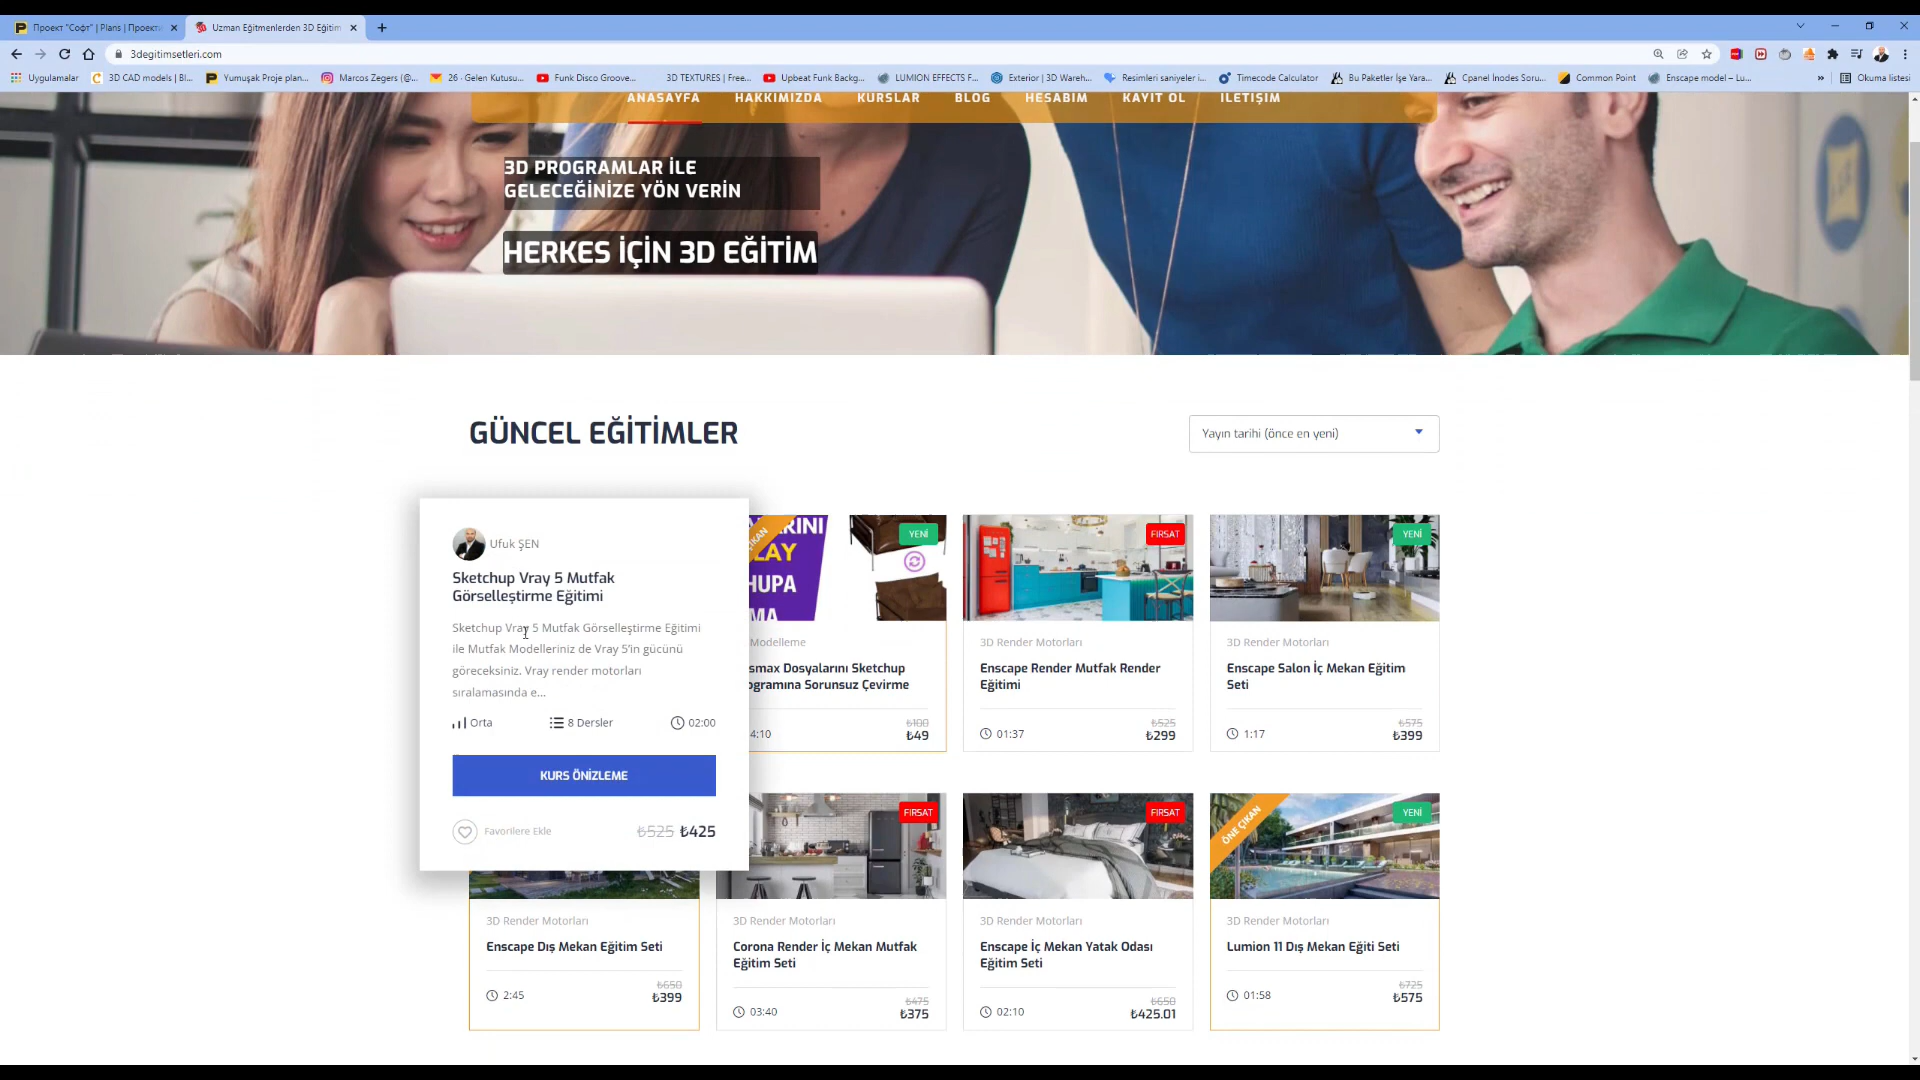 Проект "Софт" | Plans | Проекти
Uzman Eğitmenlerden 3D Eğitim
3degitimsetleri.com
Uygulamalar
3D CAD models | Bl...
Yumuşak Proje plan...
Marcos Zegers (@...
26 - Gelen Kutusu...
Funk Disco Groove...
3D TEXTURES | Free...
Upbeat Funk Backg...
LUMION EFFECTS F...
Exterior | 3D Wareh...
Resimleri saniyeler i...
Timecode Calculator
Bu Paketler İşe Yara...
Cpanel İnodes Soru...
Common Point
Enscape model – Lu...
»
Okuma listesi
ANASAYFA
HAKKIMIZDA
KURSLAR
BLOG
HESABIM
KAYIT OL
İLETİŞİM
3D PROGRAMLAR İLE
GELECEĞİNİZE YÖN VERİN
HERKES İÇİN 3D EĞİTİM
GÜNCEL EĞİTİMLER
Yayın tarihi (önce en yeni)
Ufuk ŞEN
Sketchup Vray 5 Mutfak
Görselleştirme Eğitimi
Sketchup Vray 5 Mutfak Görselleştirme Eğitimi
ile Mutfak Modelleriniz de Vray 5'in gücünü
göreceksiniz. Vray render motorları
sıralamasında e...
Orta
8 Dersler
02:00
KURS ÖNİZLEME
Favorilere Ekle
₺525 ₺425
YENİ
Modelleme
smax Dosyalarını Sketchup
ogramına Sorunsuz Çevirme
4:10
₺100
₺49
FIRSAT
3D Render Motorları
Enscape Render Mutfak Render
Eğitimi
01:37
₺525
₺299
YENİ
3D Render Motorları
Enscape Salon İç Mekan Eğitim
Seti
1:17
₺575
₺399
3D Render Motorları
Enscape Dış Mekan Eğitim Seti
2:45
₺650
₺399
FIRSAT
3D Render Motorları
Corona Render İç Mekan Mutfak
Eğitim Seti
03:40
₺475
₺375
FIRSAT
3D Render Motorları
Enscape İç Mekan Yatak Odası
Eğitim Seti
02:10
₺650
₺425.01
ÖNE ÇIKAN
YENİ
3D Render Motorları
Lumion 11 Dış Mekan Eğiti Seti
01:58
₺725
₺575